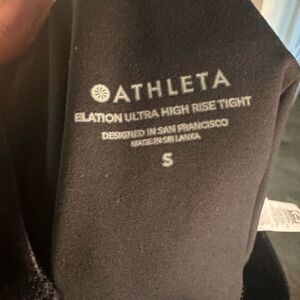 ATHLETA
ELATION ULTRA HIGH RISE TIGHT
DESIGNED IN SAN FRANCISCO
MADE IN SRI LANKA
S